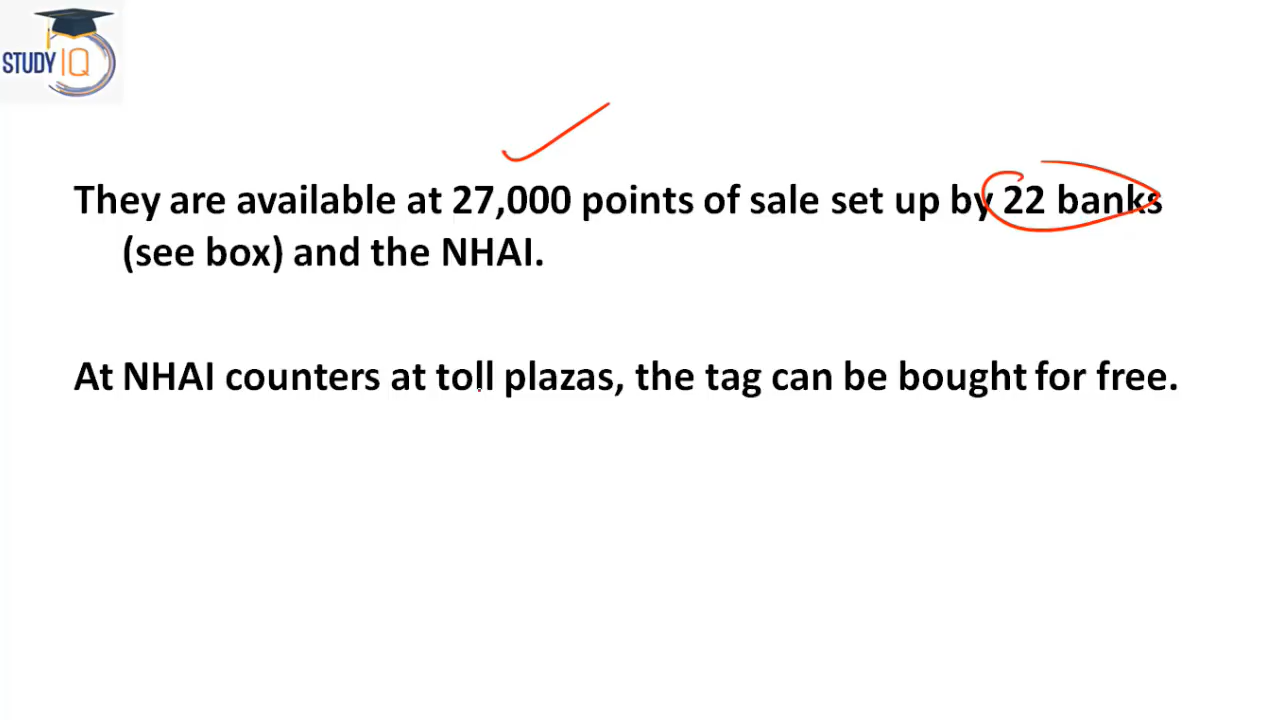 STUDY IQ
They are available at 27,000 points of sale set up by 22 banks
(see box) and the NHAI.
At NHAI counters at toll plazas, the tag can be bought for free.